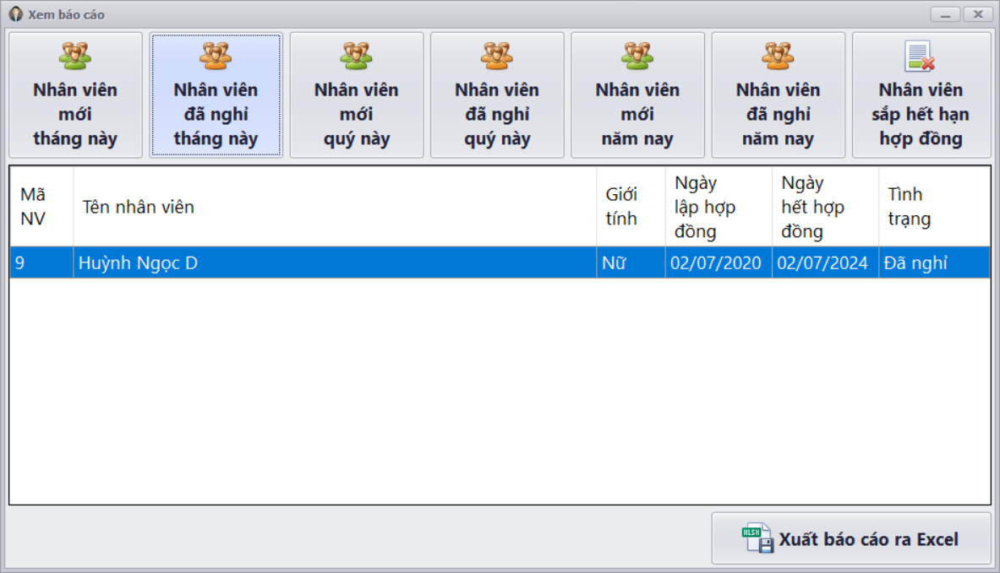 Xem báo cáo
Nhân viên
mới
tháng này
Nhân viên
đã nghỉ
tháng này
Nhân viên
mới
quý này
Nhân viên
đã nghỉ
quý này
Nhân viên
mới
năm nay
Nhân viên
đã nghỉ
năm nay
Nhân viên
sắp hết hạn
hợp đồng
Mã
NV
Tên nhân viên
Giới
tính
Ngày
lập hợp
đồng
Ngày
hết hợp
đồng
Tình
trạng
9 Huỳnh Ngọc D Nữ 02/07/2020 02/07/2024 Đã nghỉ
XLSX
Xuất báo cáo ra Excel